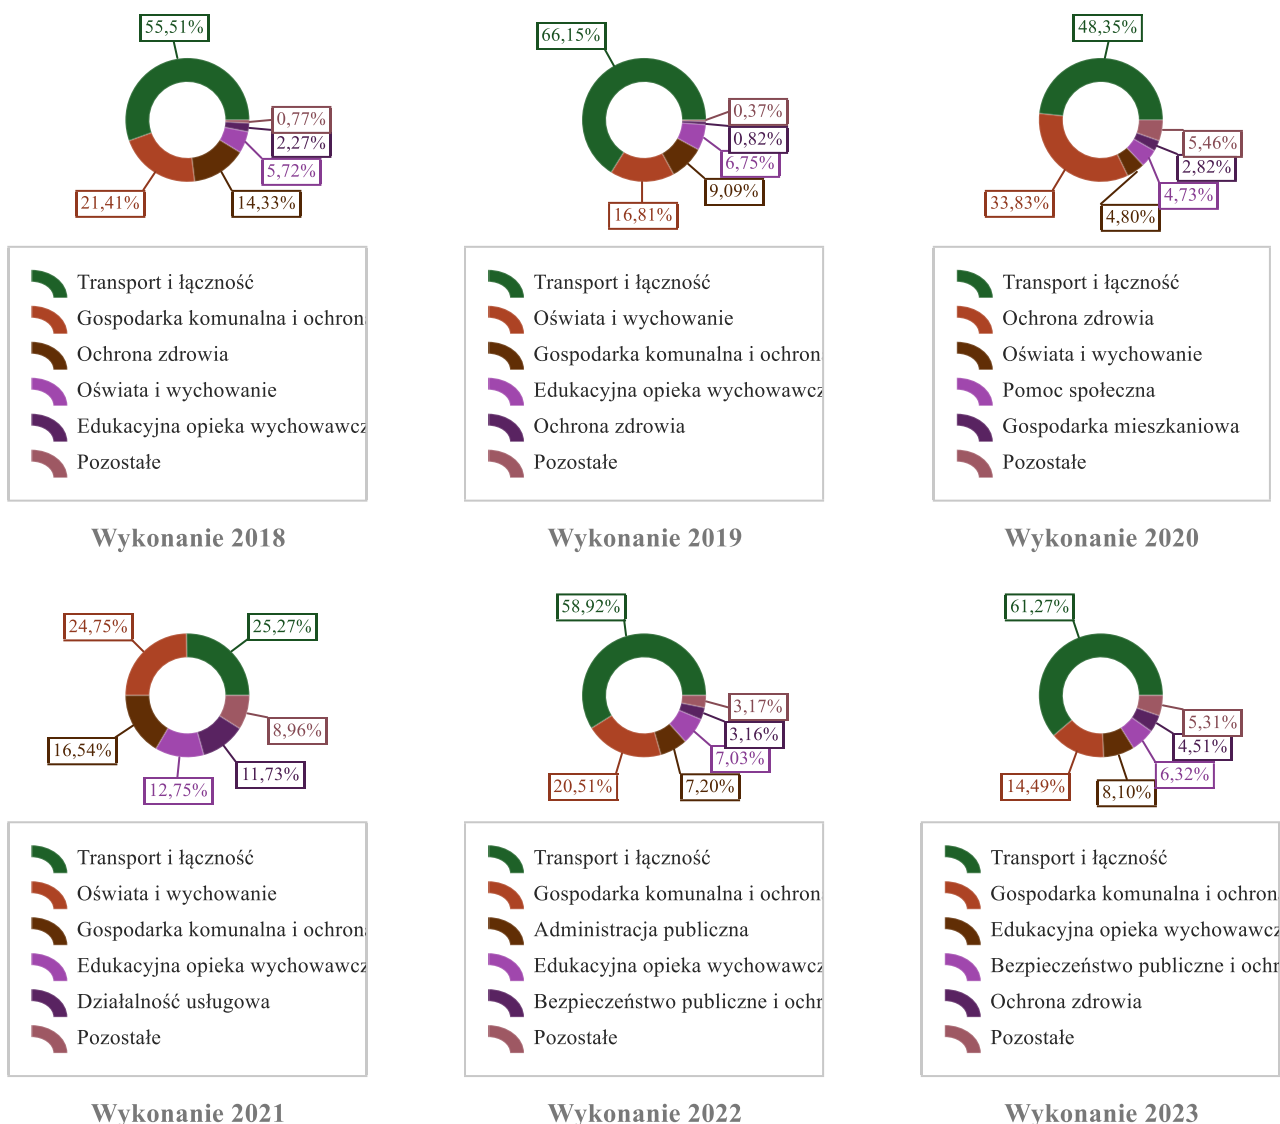 55,51%
0,77%
2,27%
5,72%
14,33%
21,41%
Transport i łączność
Gospodarka komunalna i ochron
Ochrona zdrowia
Oświata i wychowanie
Edukacyjna opieka wychowawcz
Pozostałe
Wykonanie 2018
66,15%
0,37%
0,82%
6,75%
9,09%
16,81%
Transport i łączność
Oświata i wychowanie
Gospodarka komunalna i ochron
Edukacyjna opieka wychowawcz
Ochrona zdrowia
Pozostałe
Wykonanie 2019
48,35%
5,46%
2,82%
4,73%
4,80%
33,83%
Transport i łączność
Ochrona zdrowia
Oświata i wychowanie
Pomoc społeczna
Gospodarka mieszkaniowa
Pozostałe
Wykonanie 2020
24,75%
25,27%
8,96%
11,73%
12,75%
16,54%
Transport i łączność
Oświata i wychowanie
Gospodarka komunalna i ochron
Edukacyjna opieka wychowawcz
Działalność usługowa
Pozostałe
Wykonanie 2021
58,92%
3,17%
3,16%
7,03%
7,20%
20,51%
Transport i łączność
Gospodarka komunalna i ochron
Administracja publiczna
Edukacyjna opieka wychowawcz
Bezpieczeństwo publiczne i ochr
Pozostałe
Wykonanie 2022
61,27%
5,31%
4,51%
6,32%
8,10%
14,49%
Transport i łączność
Gospodarka komunalna i ochron
Edukacyjna opieka wychowawcz
Bezpieczeństwo publiczne i ochr
Ochrona zdrowia
Pozostałe
Wykonanie 2023